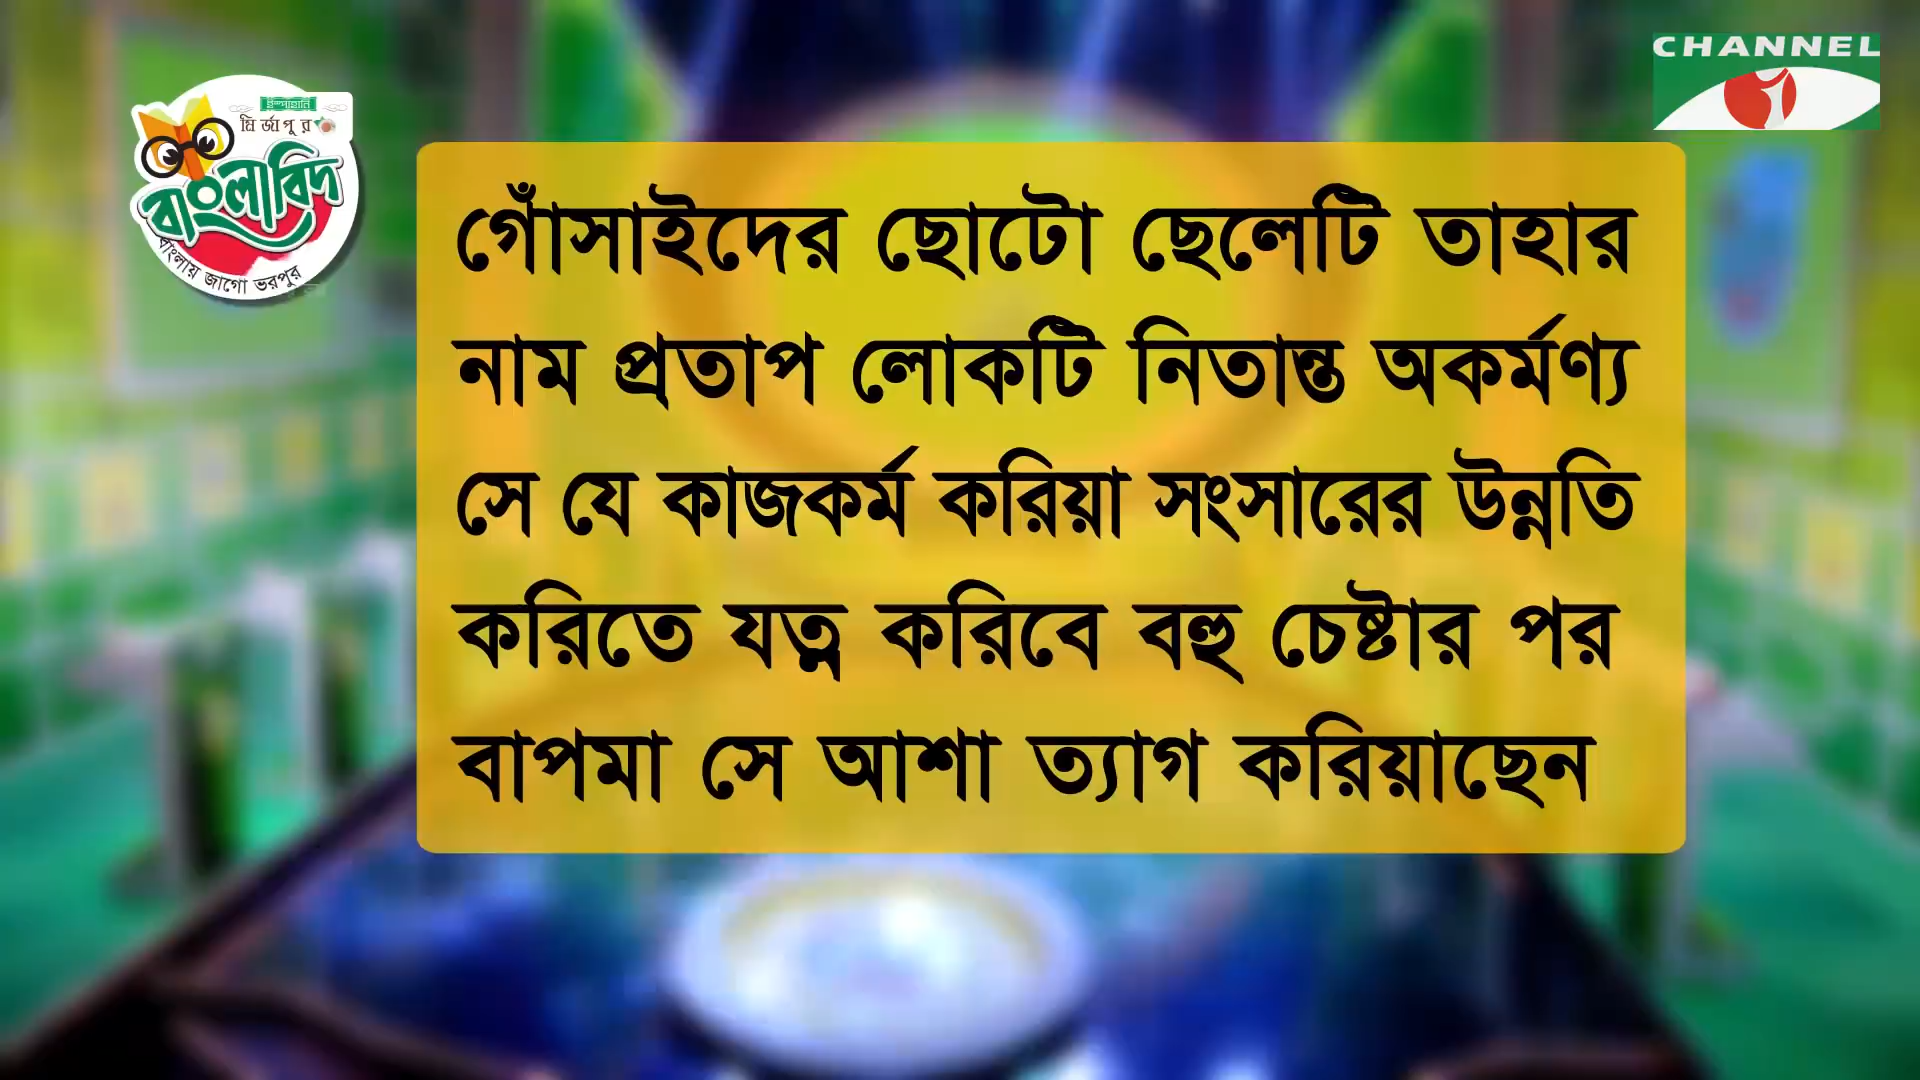 CHANNEL
i
ইস্পাহানি
মির্জাপুর
বাংলাবিদ
বাংলায় জাগো ভরপুর
গোঁসাইদের ছোটো ছেলেটি তাহার
নাম প্রতাপ লোকটি নিতান্ত অকর্মণ্য
সে যে কাজকর্ম করিয়া সংসারের উন্নতি
করিতে যত্ন করিবে বহু চেষ্টার পর
বাপমা সে আশা ত্যাগ করিয়াছেন